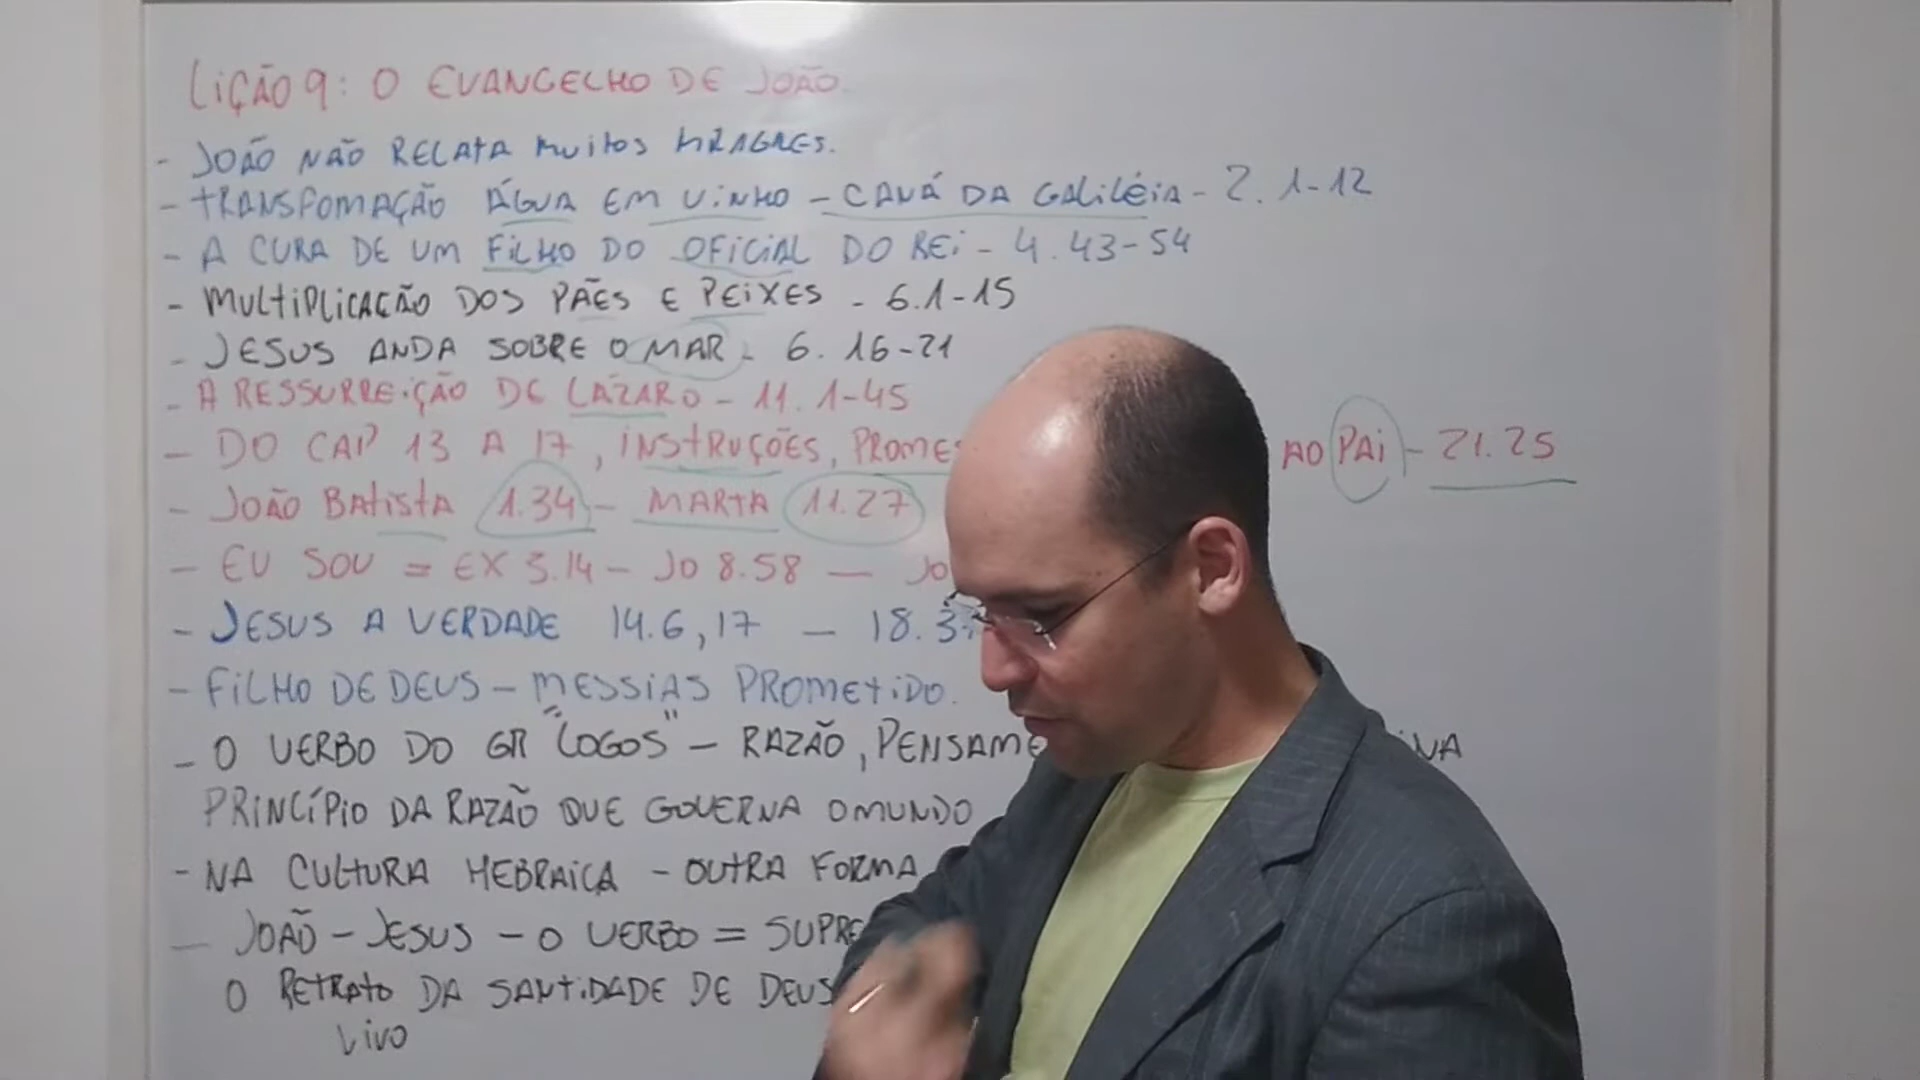 LIÇÃO 9: O EVANGELHO DE JOÃO.
- JOÃO NÃO RELATA MUITOS MILAGRES.
- TRANSFOMAÇÃO ÁGUA EM VINHO - CANÁ DA GALILÉIA - 2. 1-12
- A CURA DE UM FILHO DO OFICIAL DO REI - 4. 43-54
- MULTIPLICAÇÃO DOS PÃES E PEIXES - 6.1-15
- JESUS ANDA SOBRE O MAR - 6. 16-21
- A RESSURREIÇÃO DE LÁZARO - 11. 1-45
- DO CAP 13 A 17, INSTRUÇÕES, PROMES AO PAI - 21.25
- JOÃO BATISTA 1.34 - MARTA 11.27
- EU SOU = EX 3.14 - JO 8.58 - JO
- JESUS A VERDADE 14.6,17 - 18.3
- FILHO DE DEUS - MESSIAS PROMETIDO.
- O VERBO DO GR "LOGOS" - RAZÃO, PENSAME INA
PRINCÍPIO DA RAZÃO QUE GOVERNA O MUNDO
- NA CULTURA HEBRAICA - OUTRA FORMA
- JOÃO - JESUS - O VERBO = SUPRE
O RETRATO DA SANTIDADE DE DEUS
VIVO